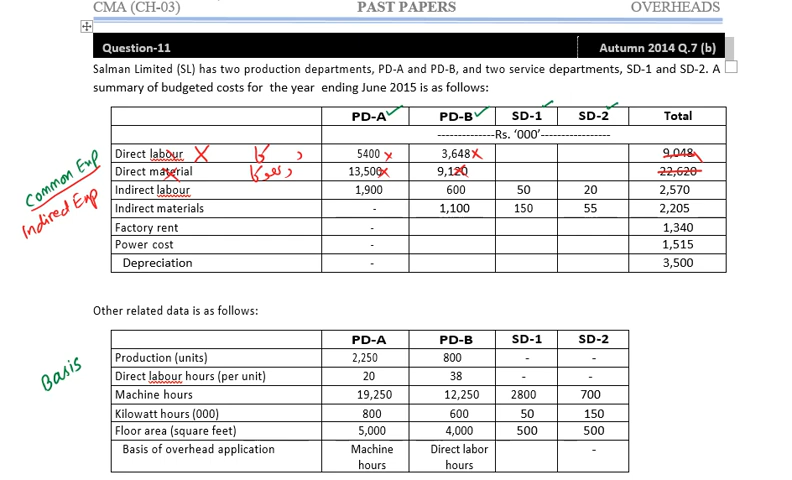 CMA (CH-03) PAST PAPERS OVERHEADS
Question-11 Autumn 2014 Q.7 (b)
Salman Limited (SL) has two production departments, PD-A and PD-B, and two service departments, SD-1 and SD-2. A
summary of budgeted costs for the year ending June 2015 is as follows:
PD-A PD-B SD-1 SD-2 Total
--------------Rs. ‘000’-----------------
Direct labour 5400 3,648 9,048
Direct material 13,500 9,120 22,620
Indirect labour 1,900 600 50 20 2,570
Indirect materials - 1,100 150 55 2,205
Factory rent - 1,340
Power cost - 1,515
Depreciation - 3,500
Common Exp
Indired Exp
Other related data is as follows:
PD-A PD-B SD-1 SD-2
Production (units) 2,250 800 - -
Direct labour hours (per unit) 20 38 - -
Machine hours 19,250 12,250 2800 700
Kilowatt hours (000) 800 600 50 150
Floor area (square feet) 5,000 4,000 500 500
Basis of overhead application Machine Direct labor -
hours hours
Basis